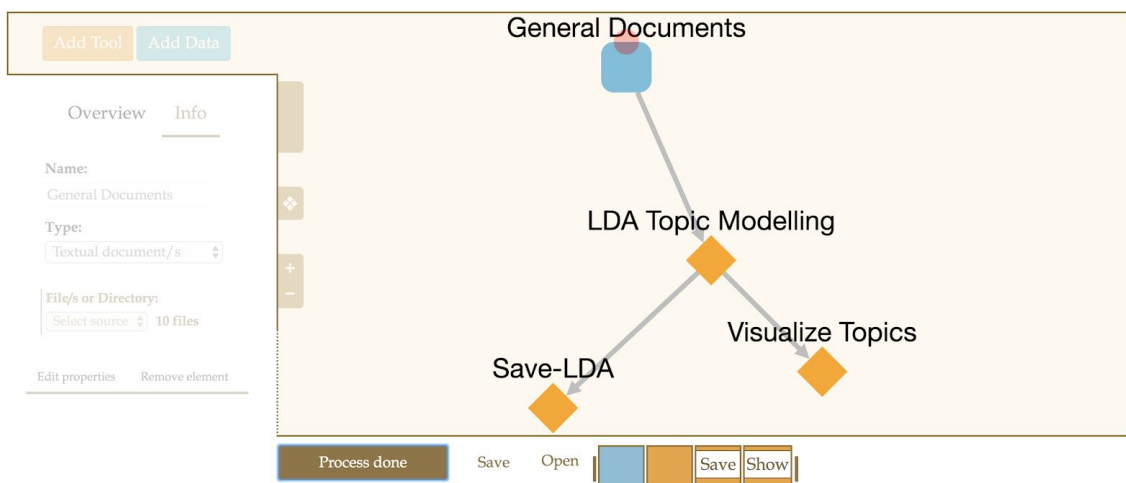 Add Tool Add Data
Overview Info
Name:
General Documents
Type:
Textual document/s
File/s or Directory:
Select source 10 files
Edit properties Remove element
General Documents
LDA Topic Modelling
Visualize Topics
Save-LDA
+
−
Process done Save Open Save Show